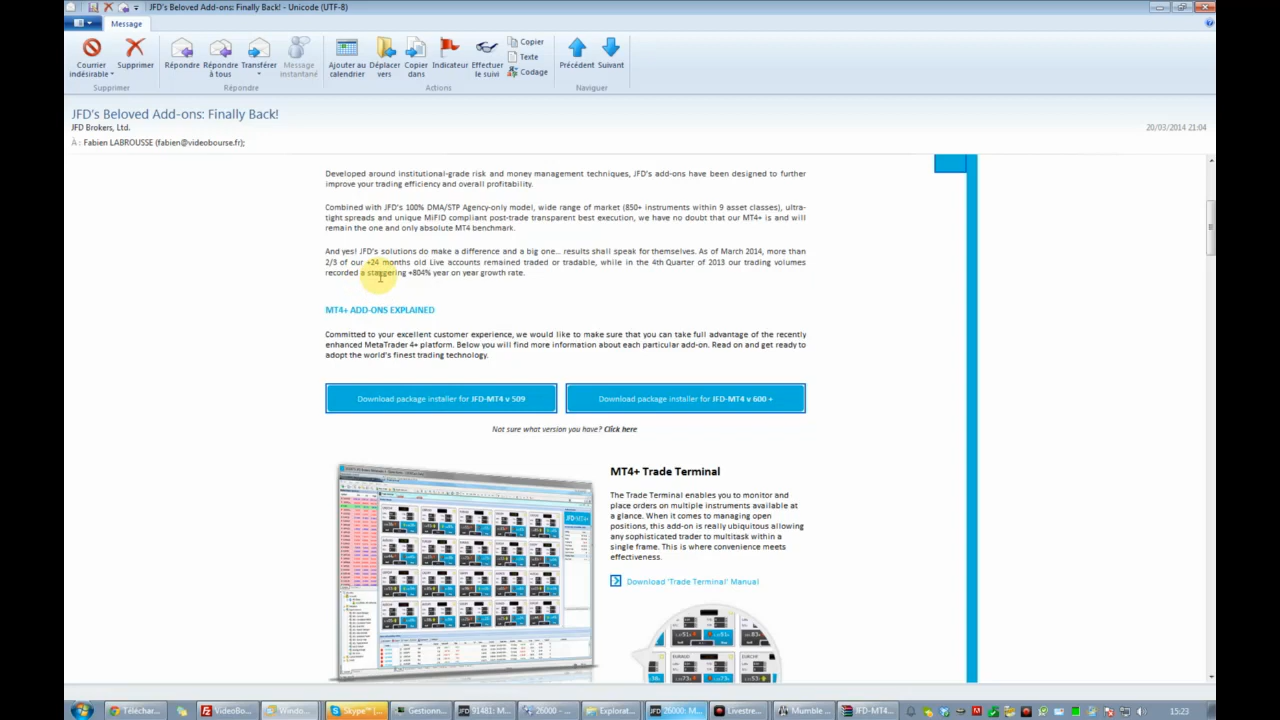 JFD's Beloved Add-ons: Finally Back! - Unicode (UTF-8)
Message
Courrier indésirable
Supprimer
Répondre
Répondre à tous
Transférer
Message instantané
Ajouter au calendrier
Déplacer vers
Copier dans
Indicateur
Effectuer le suivi
Copier
Texte
Codage
Précédent
Suivant
Supprimer
Répondre
Actions
Naviguer
JFD's Beloved Add-ons: Finally Back!
JFD Brokers, Ltd.
20/03/2014 21:04
À : Fabien LABROUSSE (fabien@videobourse.fr);
Developed around institutional-grade risk and money management techniques, JFD's add-ons have been designed to further
improve your trading efficiency and overall profitability.
Combined with JFD's 100% DMA/STP Agency-only model, wide range of market (850+ instruments within 9 asset classes), ultra-
tight spreads and unique MiFID compliant post-trade transparent best execution, we have no doubt that our MT4+ is and will
remain the one and only absolute MT4 benchmark.
And yes! JFD's solutions do make a difference and a big one... results shall speak for themselves. As of March 2014, more than
2/3 of our +24 months old Live accounts remained traded or tradable, while in the 4th Quarter of 2013 our trading volumes
recorded a staggering +804% year on year growth rate.
MT4+ ADD-ONS EXPLAINED
Committed to your excellent customer experience, we would like to make sure that you can take full advantage of the recently
enhanced MetaTrader 4+ platform. Below you will find more information about each particular add-on. Read on and get ready to
adopt the world's finest trading technology.
Download package installer for JFD-MT4 v 509
Download package installer for JFD-MT4 v 600 +
Not sure what version you have? Click here
MT4+ Trade Terminal
The Trade Terminal enables you to monitor and
place orders on multiple instruments available at
a glance. When it comes to managing open
positions, this add-on is really ubiquitous allowing
any sophisticated trader to multitask within a
single frame. This is where convenience meets
effectiveness.
Download 'Trade Terminal' Manual
Téléchar...
VideoBo...
Windo...
Skype™ [...
Gestionn...
91481: M...
26000 - ...
Explorat...
26000: M...
Livestre...
Mumble ...
JFD-MT4...
15:23